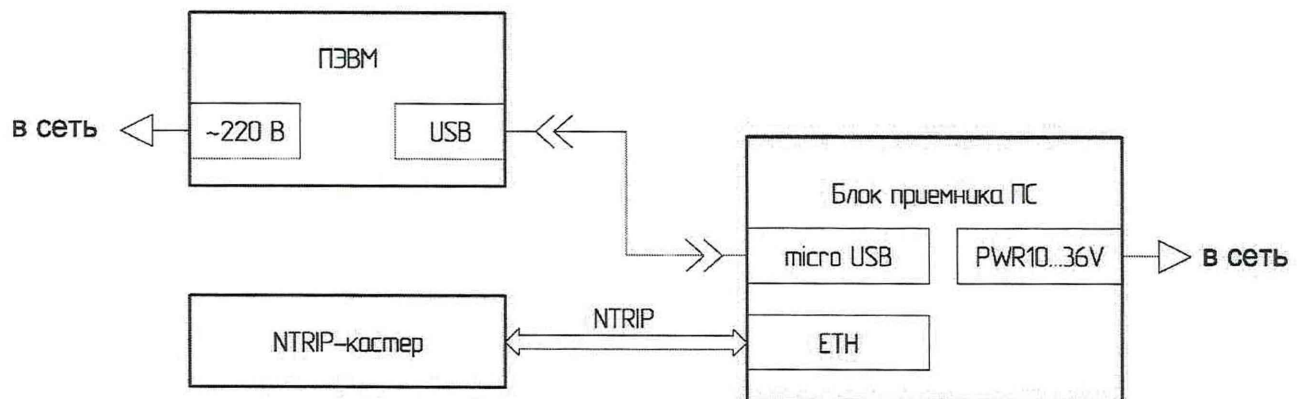 ПЭВМ
в сеть
~220 В
USB
Блок приемника ПС
micro USB
PWR10...36V
в сеть
NTRIP
NTRIP-кастер
ETH